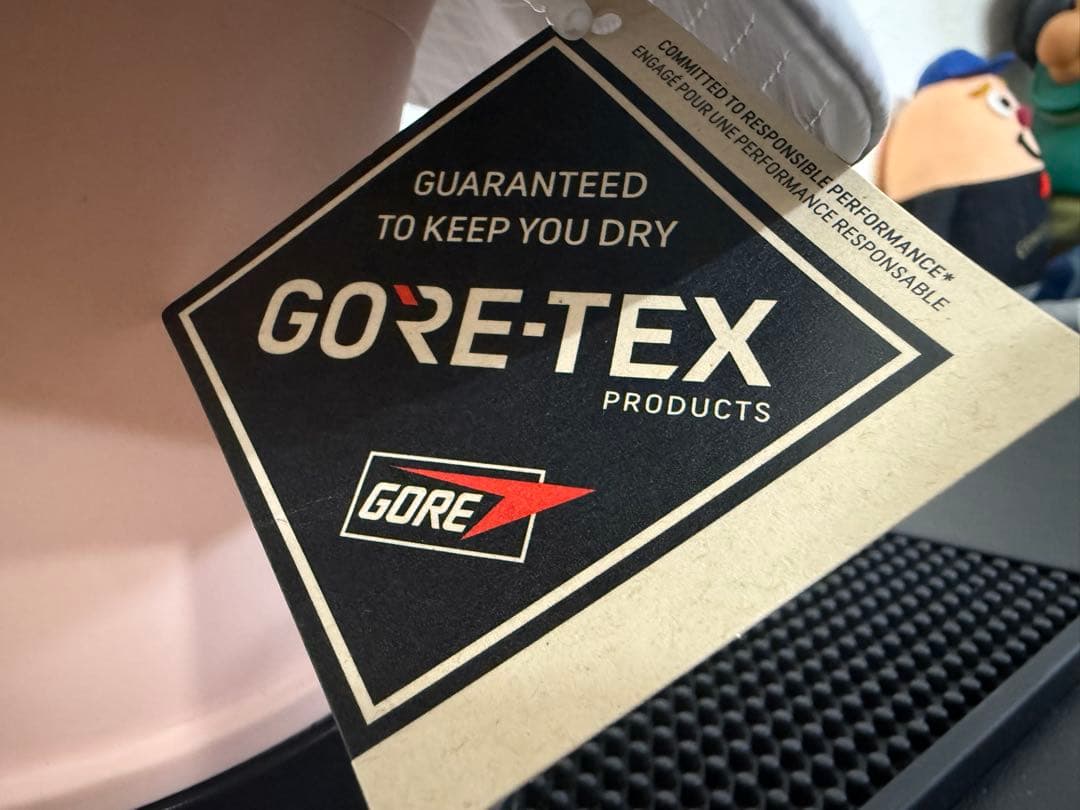 COMMITTED TO RESPONSIBLE PERFORMANCE*
ENGAGÉ POUR UNE PERFORMANCE RESPONSABLE
GUARANTEED
TO KEEP YOU DRY
GORE-TEX
PRODUCTS
GORE